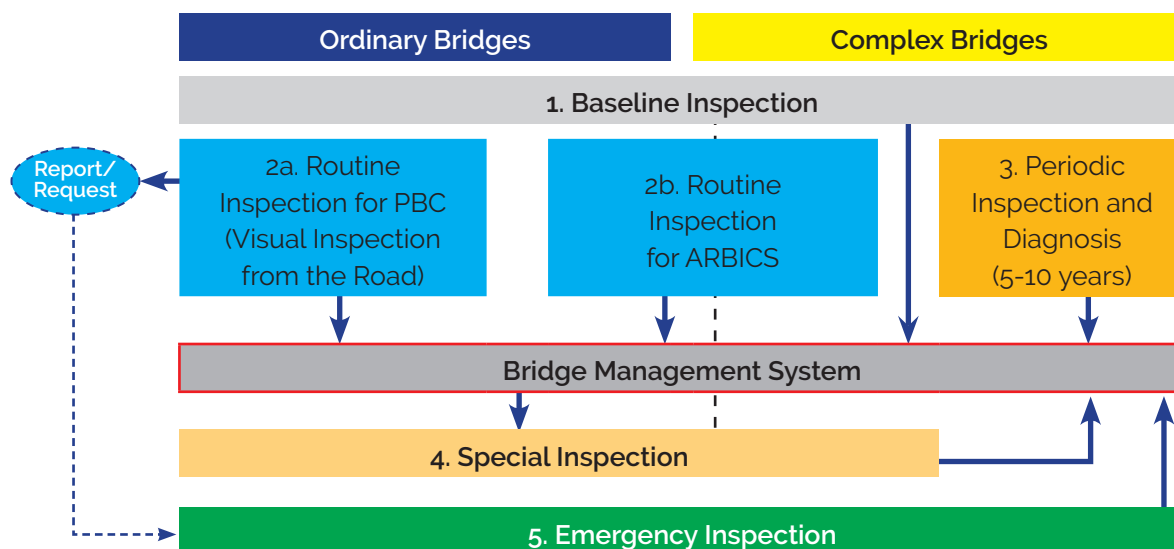 Ordinary Bridges
Complex Bridges
1. Baseline Inspection
Report/
Request
2a. Routine
Inspection for PBC
(Visual Inspection
from the Road)
2b. Routine
Inspection
for ARBICS
3. Periodic
Inspection and
Diagnosis
(5-10 years)
Bridge Management System
4. Special Inspection
5. Emergency Inspection